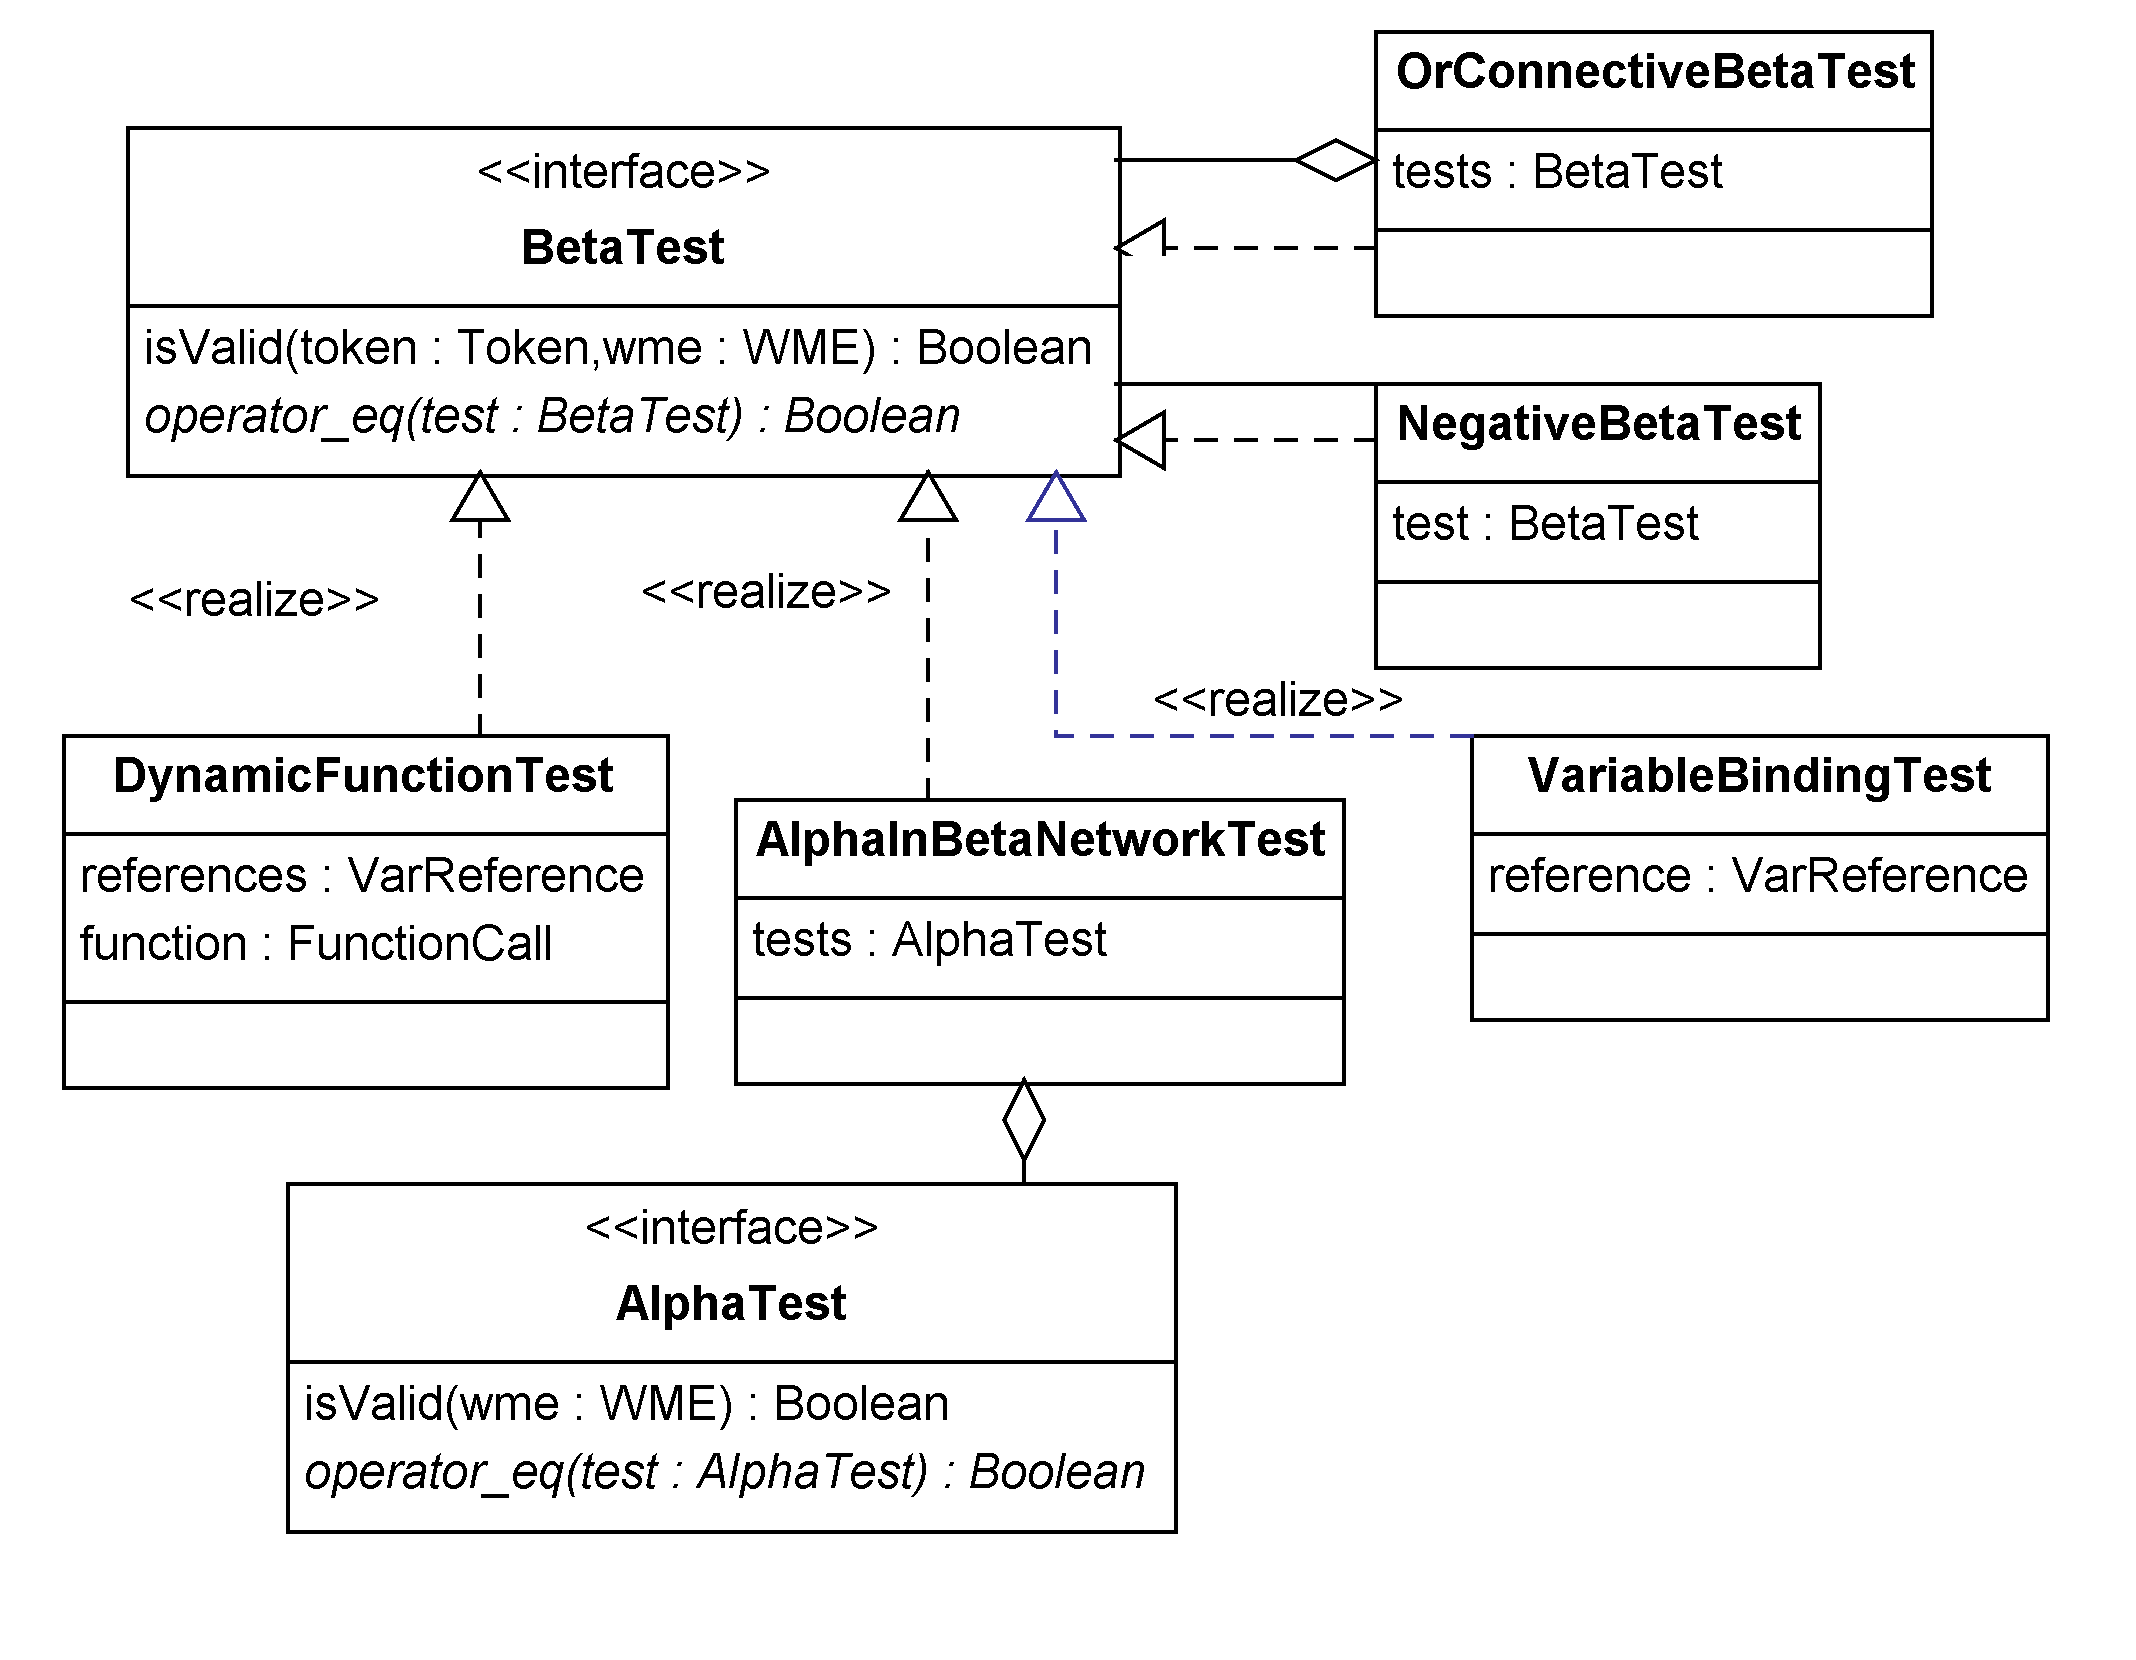 OrConnectiveBetaTest
tests : BetaTest
<<interface>>
BetaTest
isValid(token : Token,wme : WME) : Boolean
operator_eq(test : BetaTest) : Boolean
NegativeBetaTest
test : BetaTest
<<realize>>
<<realize>>
<<realize>>
DynamicFunctionTest
references : VarReference
function : FunctionCall
AlphaInBetaNetworkTest
tests : AlphaTest
VariableBindingTest
reference : VarReference
<<interface>>
AlphaTest
isValid(wme : WME) : Boolean
operator_eq(test : AlphaTest) : Boolean